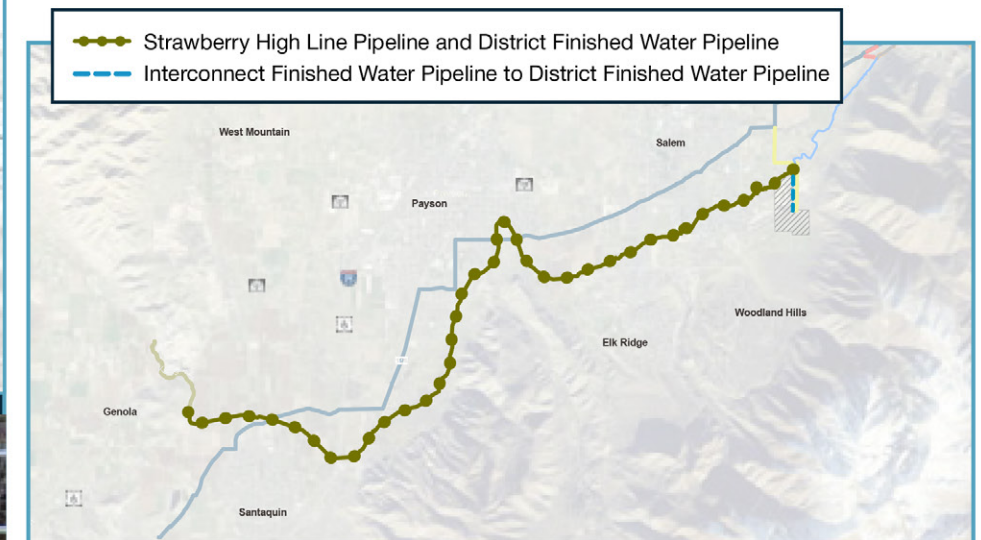 Strawberry High Line Pipeline and District Finished Water Pipeline
Interconnect Finished Water Pipeline to District Finished Water Pipeline
West Mountain
Salem
Payson
Woodland Hills
Elk Ridge
Genola
Santaquin